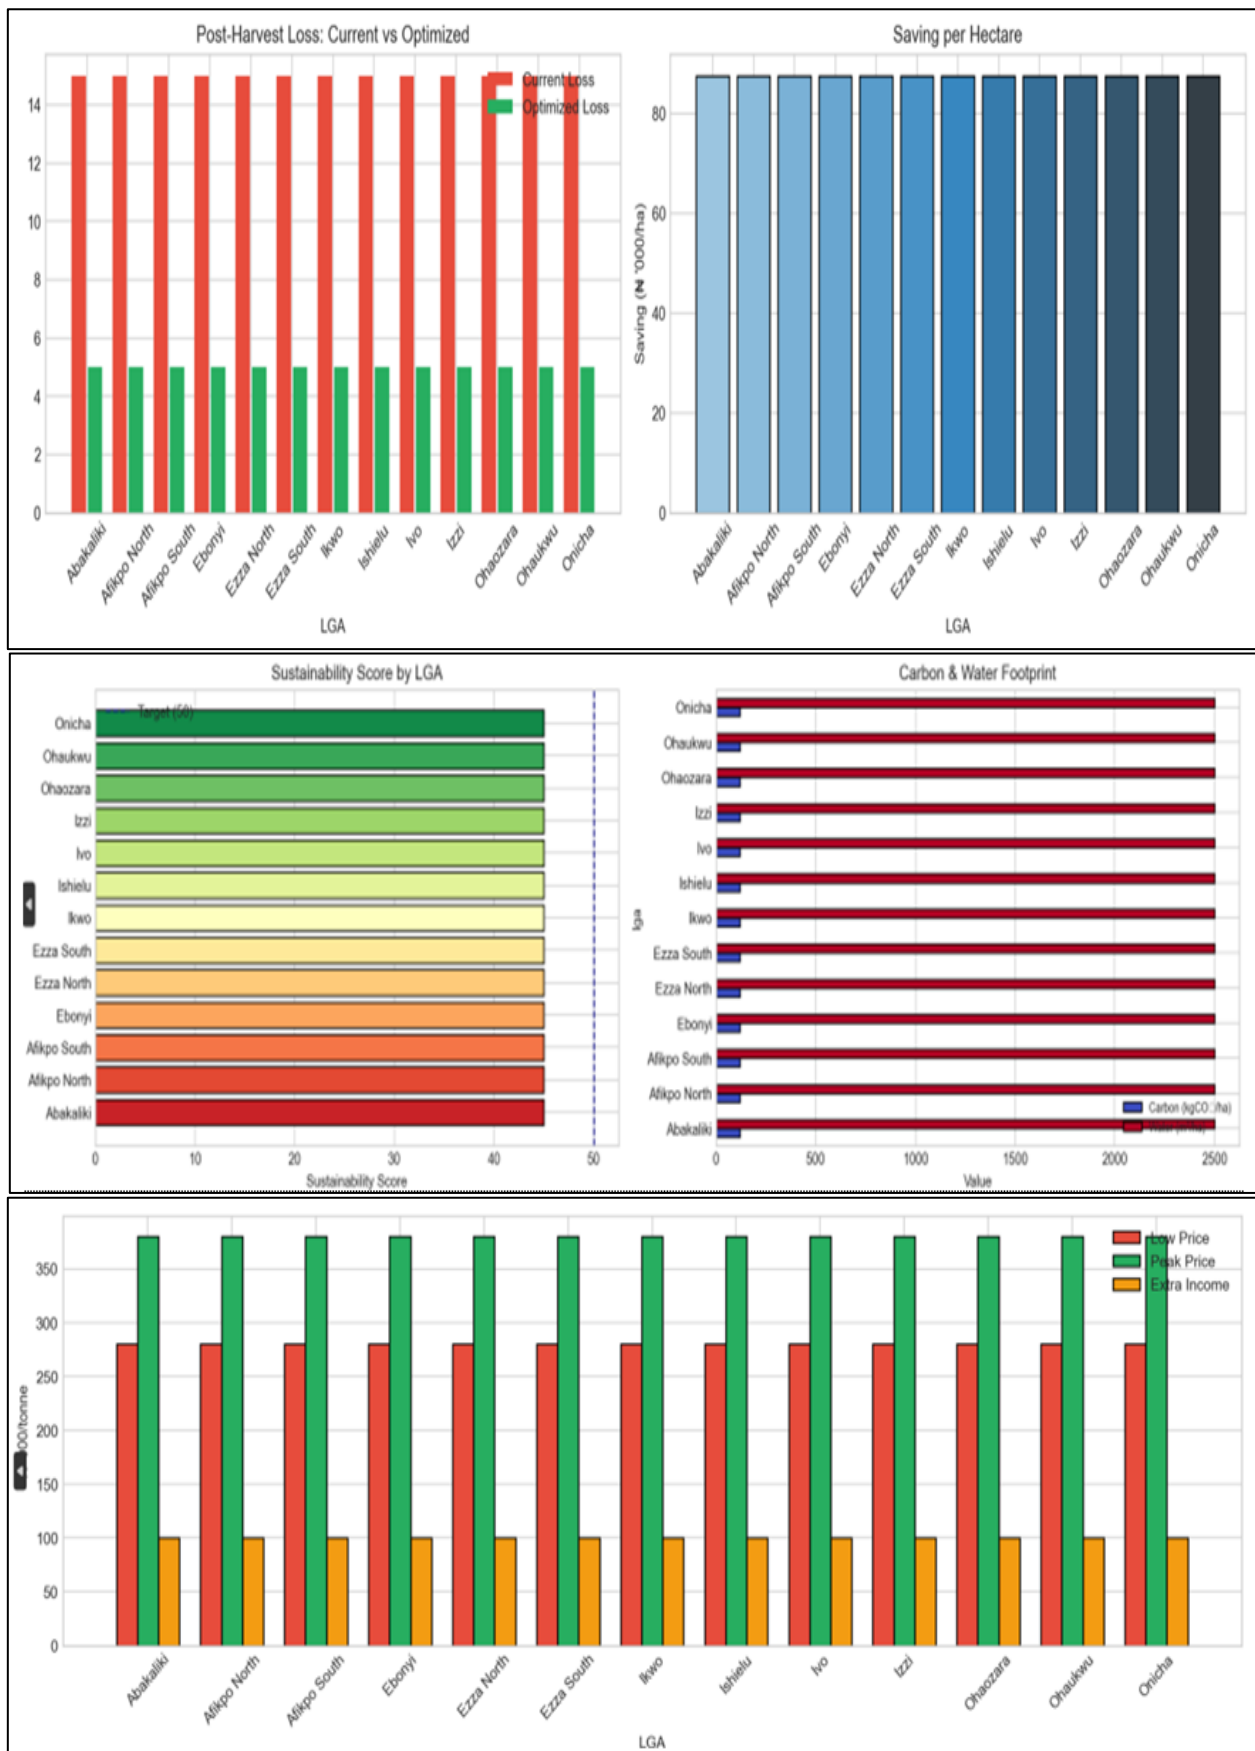 Post-Harvest Loss: Current vs Optimized
Current Loss
Optimized Loss
14
12
10
8
6
4
2
0
Abakaliki
Afikpo North
Afikpo South
Ebonyi
Ezza North
Ezza South
Ikwo
Ishielu
Ivo
Izzi
Ohaozara
Ohaukwu
Onicha
LGA
Saving per Hectare
Saving (₦ '000/ha)
80
60
40
20
0
Abakaliki
Afikpo North
Afikpo South
Ebonyi
Ezza North
Ezza South
Ikwo
Ishielu
Ivo
Izzi
Ohaozara
Ohaukwu
Onicha
LGA
Sustainability Score by LGA
Target (50)
Onicha
Ohaukwu
Ohaozara
Izzi
Ivo
Ishielu
Ikwo
Ezza South
Ezza North
Ebonyi
Afikpo South
Afikpo North
Abakaliki
0 10 20 30 40 50
Sustainability Score
Carbon & Water Footprint
lga
Onicha
Ohaukwu
Ohaozara
Izzi
Ivo
Ishielu
Ikwo
Ezza South
Ezza North
Ebonyi
Afikpo South
Afikpo North
Abakaliki
Carbon (kgCO□/ha)
0 500 1000 1500 2000 2500
Value
Low Price
Peak Price
Extra Income
00/tonne
350
300
250
200
150
100
50
0
Abakaliki
Afikpo North
Afikpo South
Ebonyi
Ezza North
Ezza South
Ikwo
Ishielu
Ivo
Izzi
Ohaozara
Ohaukwu
Onicha
LGA